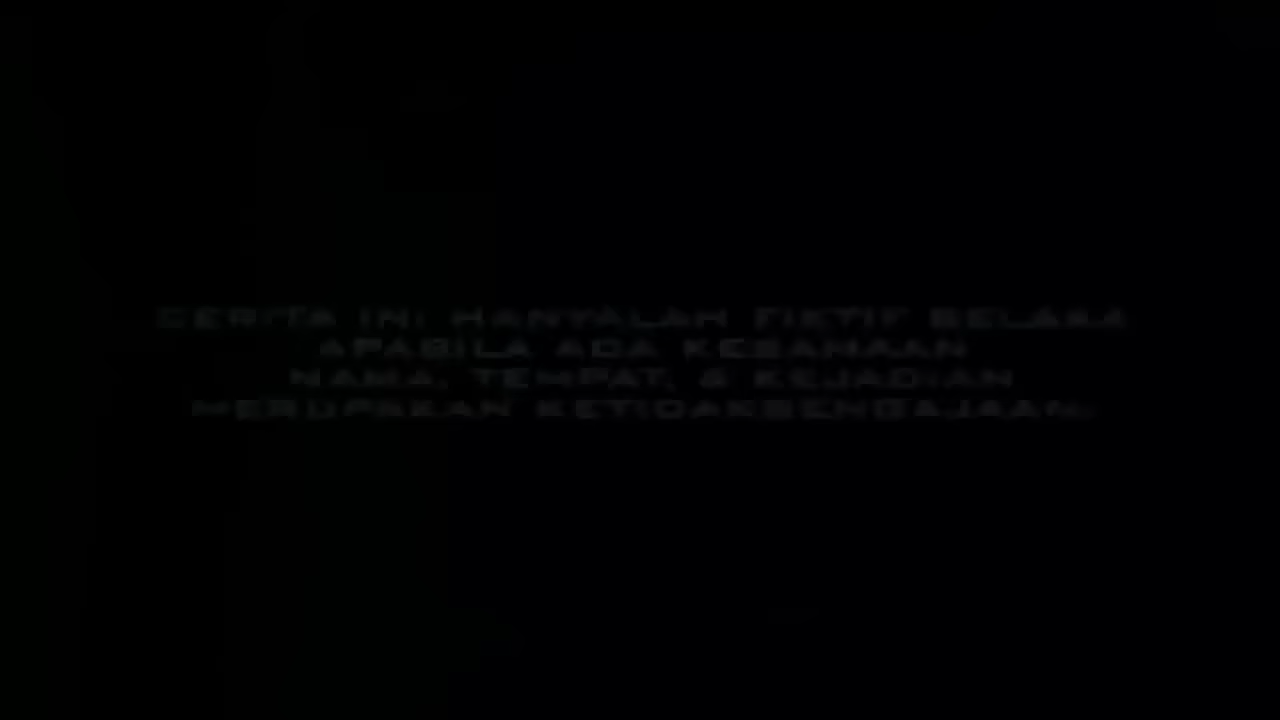 CERITA INI HANYALAH FIKTIF BELAKA
APABILA ADA KESAMAAN
NAMA, TEMPAT, & KEJADIAN
MERUPAKAN KETIDAKSENGAJAAN